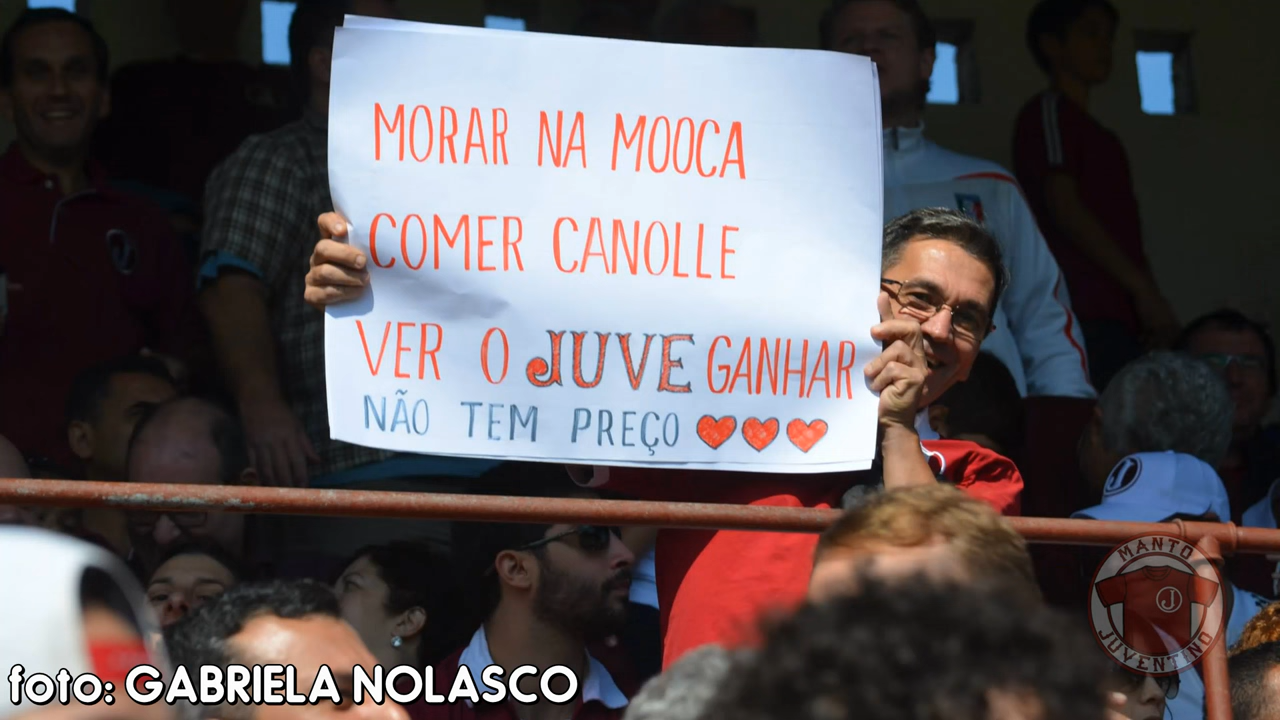 MORAR NA MOOCA
COMER CANOLLE
VER O JUVE GANHAR
NÃO TEM PREÇO
MANTO
J
JUVENTINO
foto: GABRIELA NOLASCO